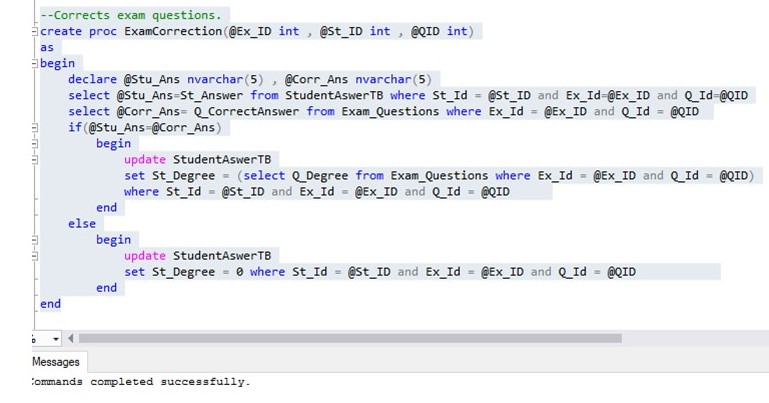 --Corrects exam questions.
create proc ExamCorrection(@Ex_ID int , @St_ID int , @QID int)
as
begin
declare @Stu_Ans nvarchar(5) , @Corr_Ans nvarchar(5)
select @Stu_Ans=St_Answer from StudentAswerTB where St_Id = @St_ID and Ex_Id=@Ex_ID and Q_Id=@QID
select @Corr_Ans= Q_CorrectAnswer from Exam_Questions where Ex_Id = @Ex_ID and Q_Id = @QID
if(@Stu_Ans=@Corr_Ans)
begin
update StudentAswerTB
set St_Degree = (select Q_Degree from Exam_Questions where Ex_Id = @Ex_ID and Q_Id = @QID)
where St_Id = @St_ID and Ex_Id = @Ex_ID and Q_Id = @QID
end
else
begin
update StudentAswerTB
set St_Degree = 0 where St_Id = @St_ID and Ex_Id = @Ex_ID and Q_Id = @QID
end
end
%
Messages
Commands completed successfully.